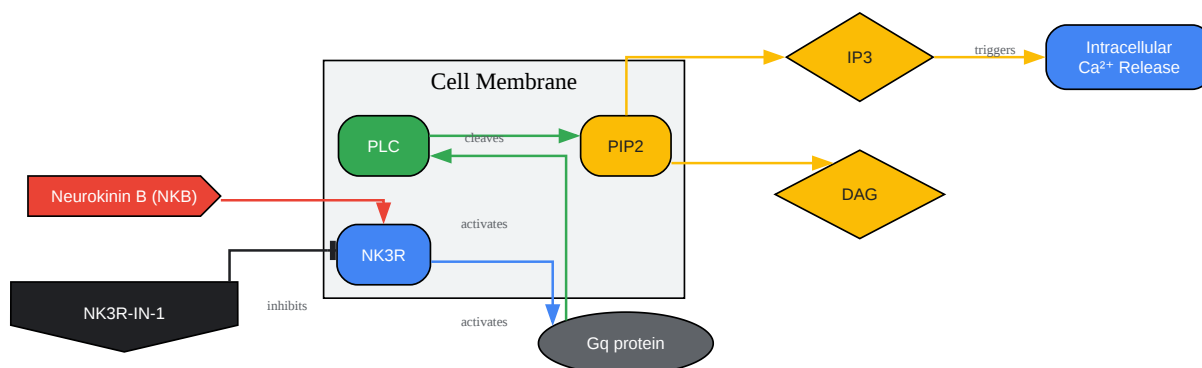 IP3
triggers
Intracellular
Ca²⁺ Release
Cell Membrane
PLC
cleaves
PIP2
DAG
Neurokinin B (NKB)
activates
NK3R
NK3R-IN-1
inhibits
activates
Gq protein